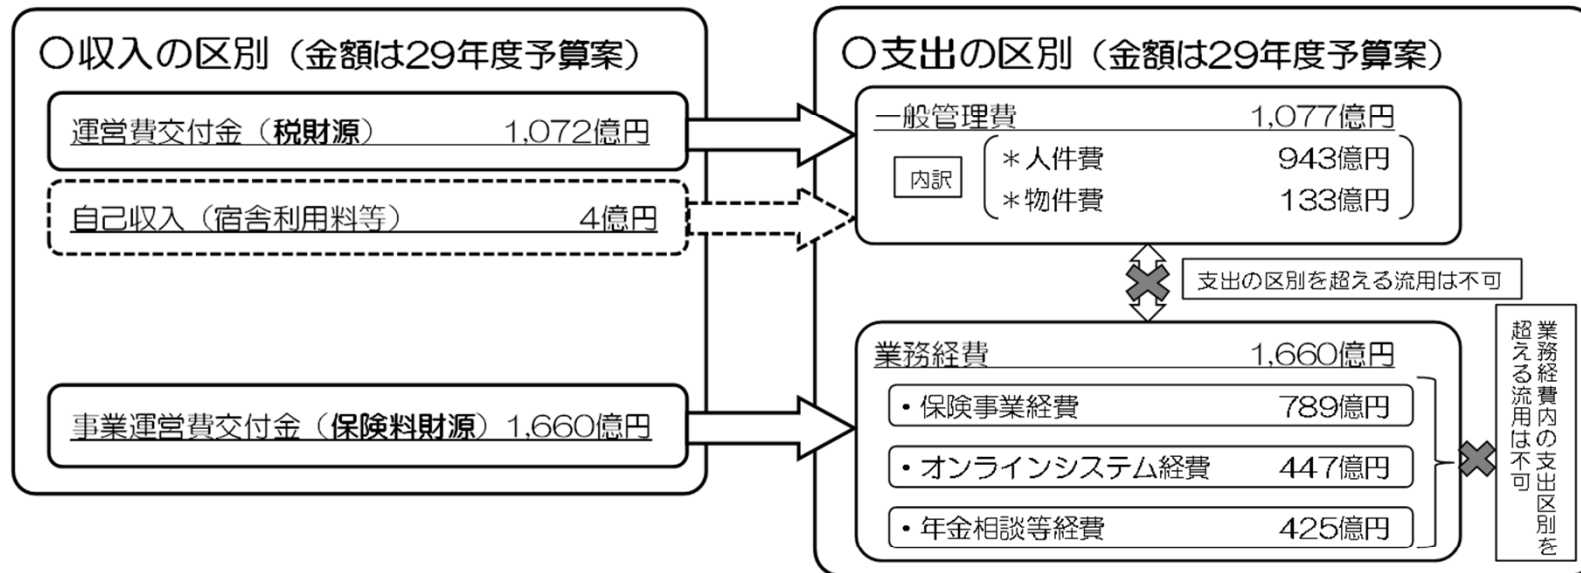 〇収入の区別（金額は29年度予算案）
運営費交付金（税財源） 1,072億円
自己収入（宿舎利用料等） 4億円
事業運営費交付金（保険料財源）1,660億円
〇支出の区別（金額は29年度予算案）
一般管理費 1,077億円
内訳
＊人件費 943億円
＊物件費 133億円
支出の区別を超える流用は不可
業務経費 1,660億円
・保険事業経費 789億円
・オンラインシステム経費 447億円
・年金相談等経費 425億円
業務経費内の支出区別を
超える流用は不可